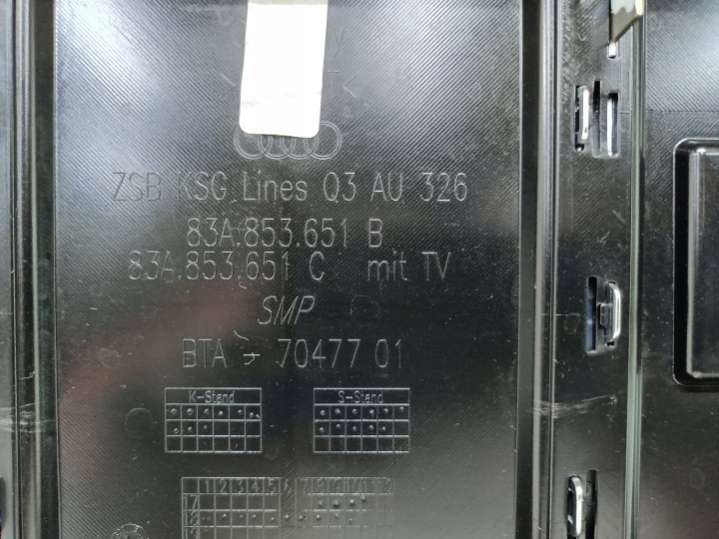 ZSB KSG Lines Q3 AU 326
83A.853.651 B
83A.853.651 C mit TV
SMP
BTA 70477 01
K-Stand S-Stand